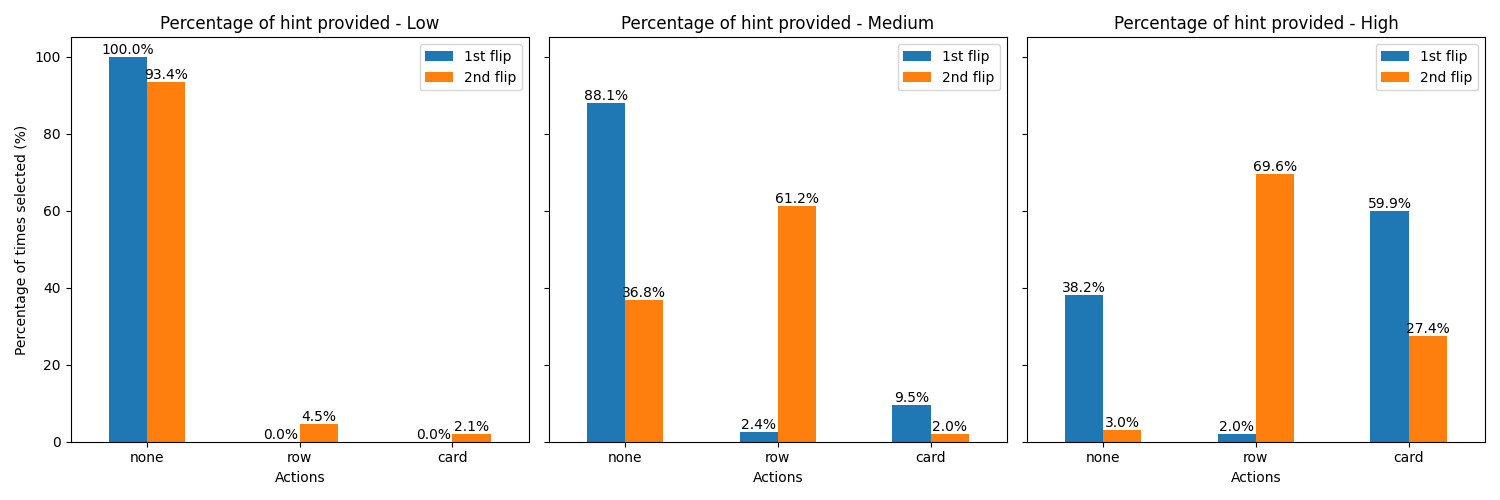 Percentage of hint provided - Low
Percentage of times selected (%)
100
80
60
40
20
0
100.0%
93.4%
0.0%
4.5%
0.0%
2.1%
1st flip
2nd flip
none
row
card
Actions
Percentage of hint provided - Medium
88.1%
36.8%
2.4%
61.2%
9.5%
2.0%
1st flip
2nd flip
none
row
card
Actions
Percentage of hint provided - High
38.2%
3.0%
2.0%
69.6%
59.9%
27.4%
1st flip
2nd flip
none
row
card
Actions